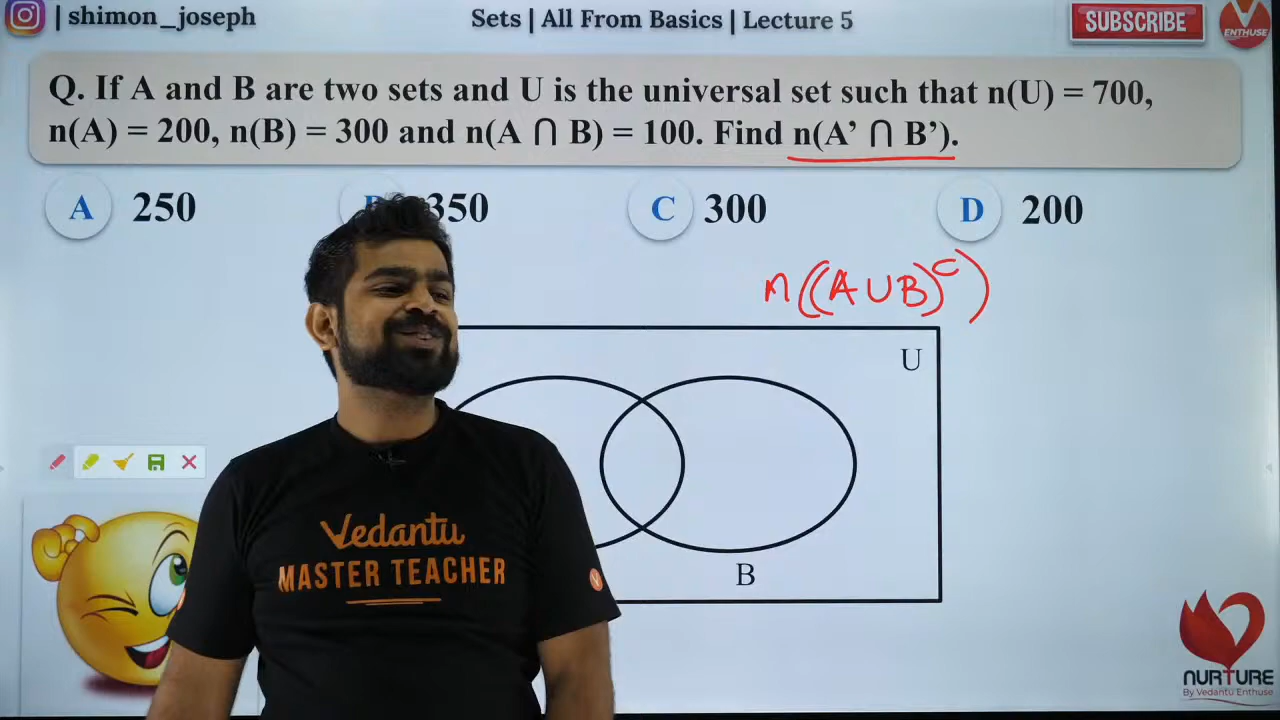 | shimon_joseph
Sets | All From Basics | Lecture 5
SUBSCRIBE
ENTHUSE
Q. If A and B are two sets and U is the universal set such that n(U) = 700,
n(A) = 200, n(B) = 300 and n(A ∩ B) = 100. Find n(A’ ∩ B’).
A 250
350
C 300
D 200
n((A∪B)ᶜ)
U
B
Vedantu
MASTER TEACHER
NURTURE
By Vedantu Enthuse